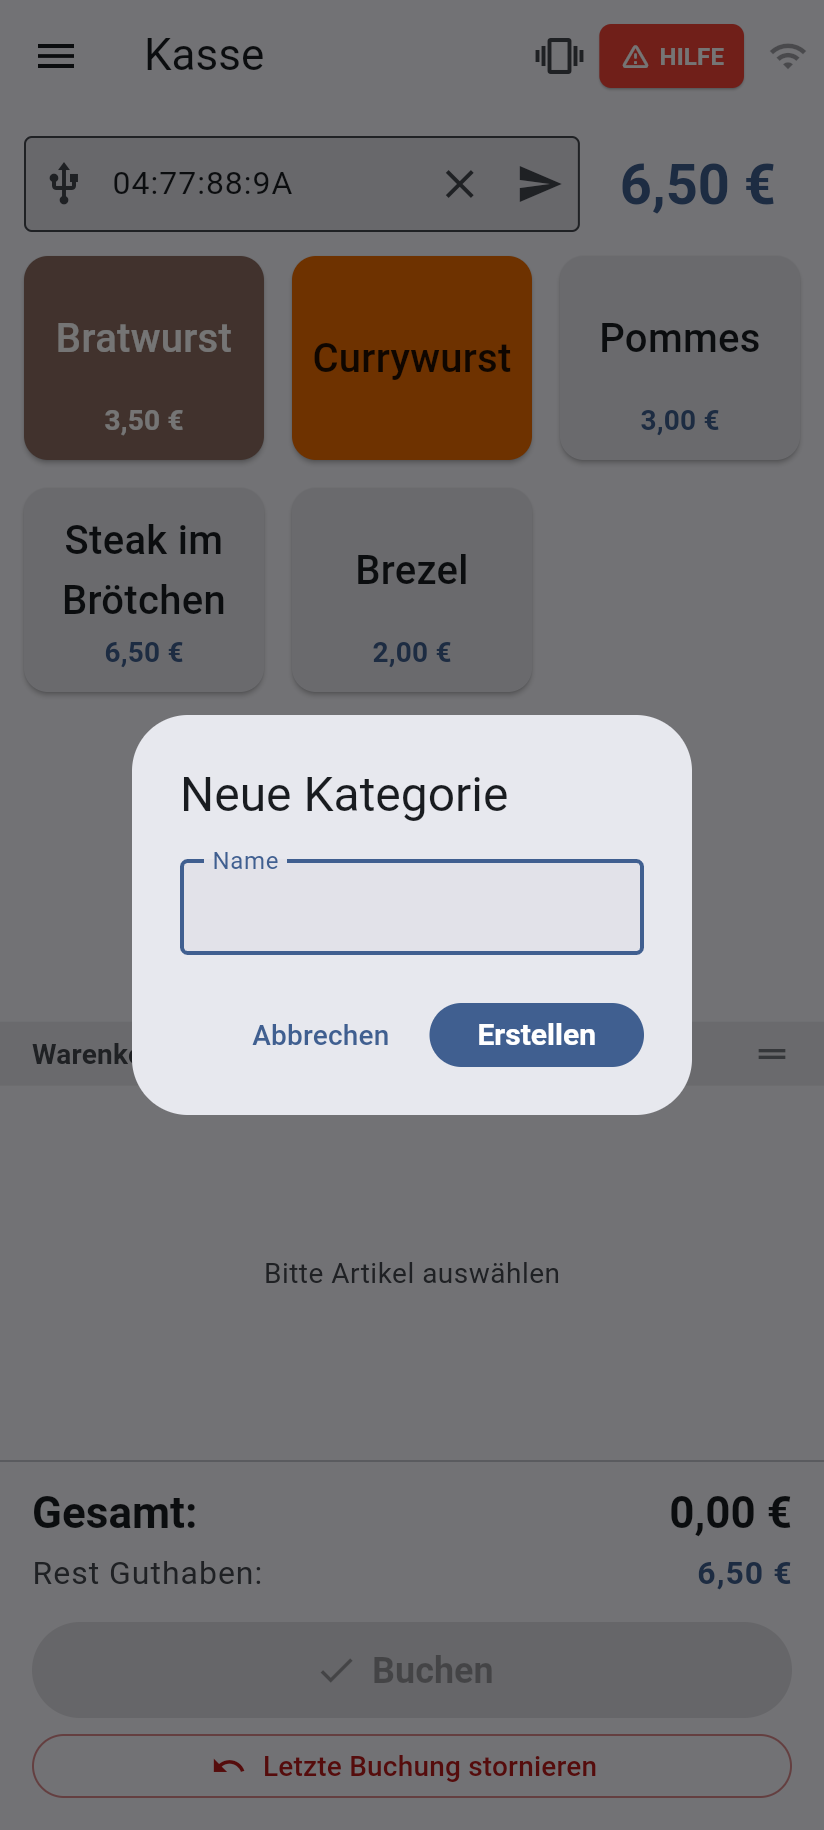 Kasse
HILFE
04:77:88:9A
6,50 €
Bratwurst
3,50 €
Currywurst
Pommes
3,00 €
Steak im
Brötchen
6,50 €
Brezel
2,00 €
Neue Kategorie
Name
Abbrechen
Erstellen
Bitte Artikel auswählen
Gesamt:
0,00 €
Rest Guthaben:
6,50 €
Buchen
Letzte Buchung stornieren